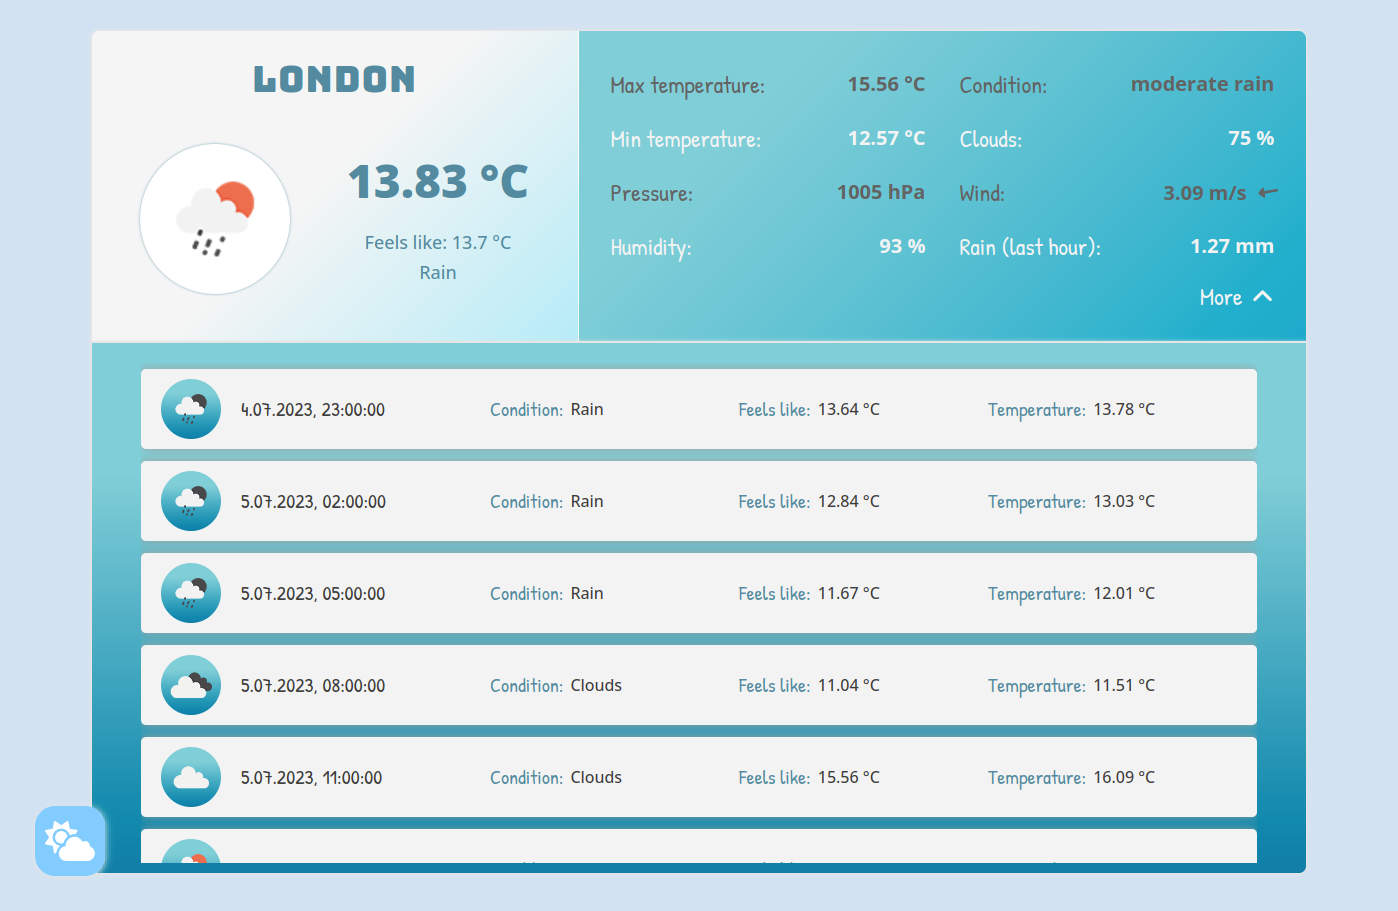 LONDON
13.83 °C
Feels like: 13.7 °C
Rain
Max temperature: 15.56 °C
Min temperature: 12.57 °C
Pressure: 1005 hPa
Humidity: 93 %
Condition: moderate rain
Clouds: 75 %
Wind: 3.09 m/s
Rain (last hour): 1.27 mm
More
4.07.2023, 23:00:00 Condition: Rain Feels like: 13.64 °C Temperature: 13.78 °C
5.07.2023, 02:00:00 Condition: Rain Feels like: 12.84 °C Temperature: 13.03 °C
5.07.2023, 05:00:00 Condition: Rain Feels like: 11.67 °C Temperature: 12.01 °C
5.07.2023, 08:00:00 Condition: Clouds Feels like: 11.04 °C Temperature: 11.51 °C
5.07.2023, 11:00:00 Condition: Clouds Feels like: 15.56 °C Temperature: 16.09 °C